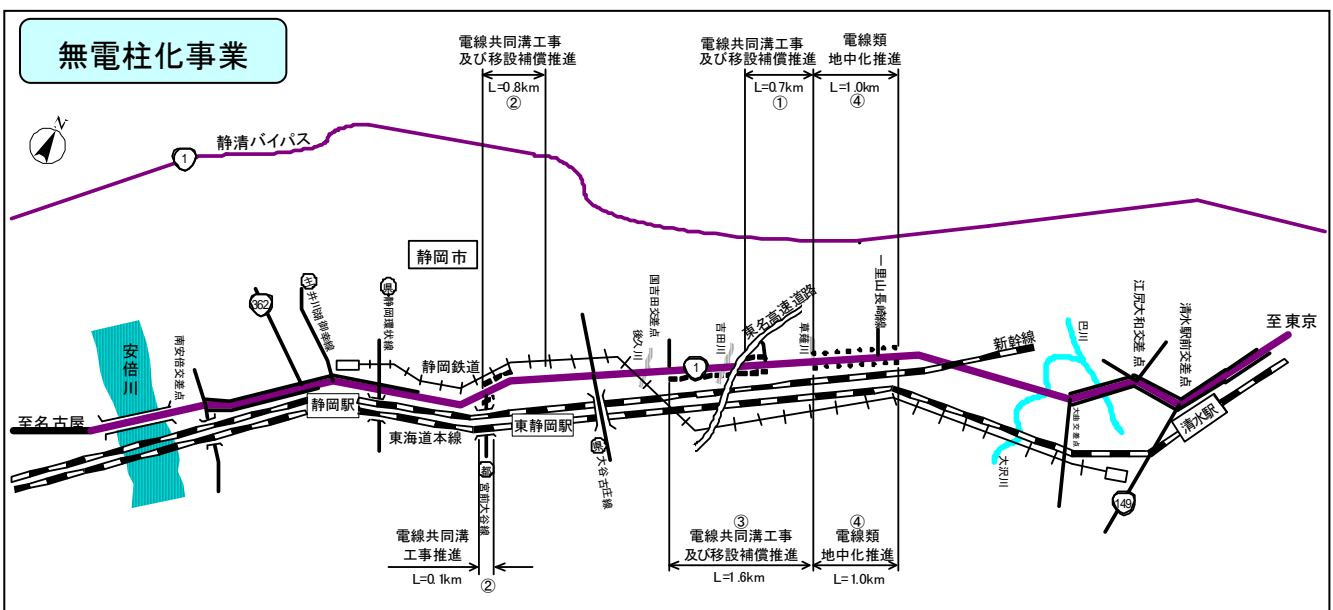 無電柱化事業
電線共同溝工事
及び移設補償推進
L=0.8km
②
電線共同溝工事
及び移設補償推進
L=0.7km
①
電線類
地中化推進
L=1.0km
④
N
静清バイパス
1
静岡市
362
主
井川湖御幸線
県
静岡環状線
国吉田交差点
後久川
吉田川
東名高速道路
草薙川
一里山長崎線
巴川
江尻大和交差点
清水駅前交差点
至東京
安倍川
南安倍交差点
静岡鉄道
1
新幹線
至名古屋
静岡駅
東海道本線
東静岡駅
県
大谷古庄線
宮前大谷線
大沢川
清水駅
149
電線共同溝
工事推進
L=0.1km
②
③
電線共同溝工事
及び移設補償推進
L=1.6km
④
電線類
地中化推進
L=1.0km